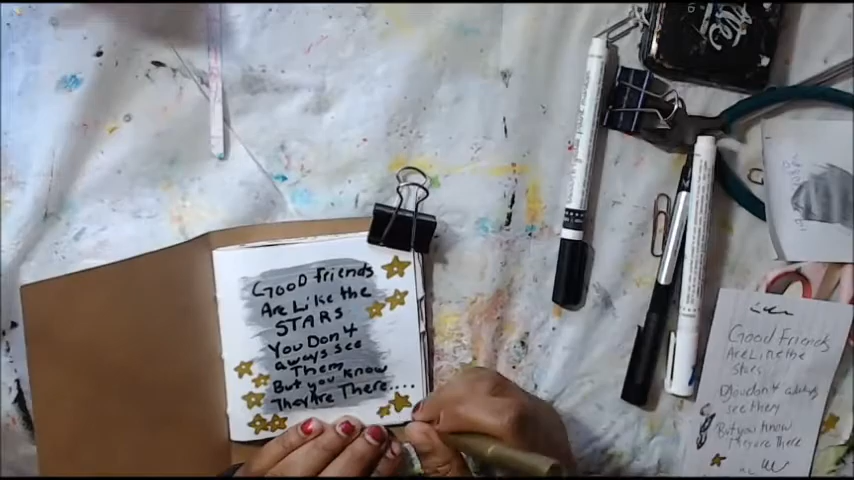 Good friends
Are Like the
STARS
you Don't
always see
them
But you know
they're There
Good Friends
Are Like the
stars
you don't Always
see them
But you know
they're there